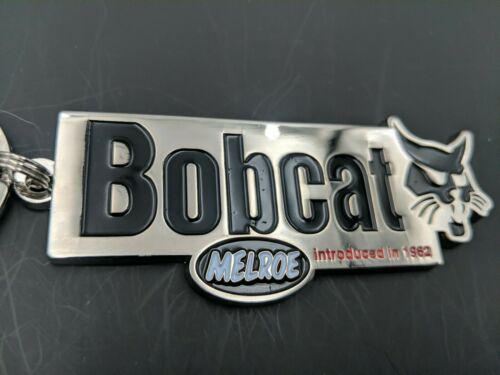 Bobcat
MELROE
introduced in 1962